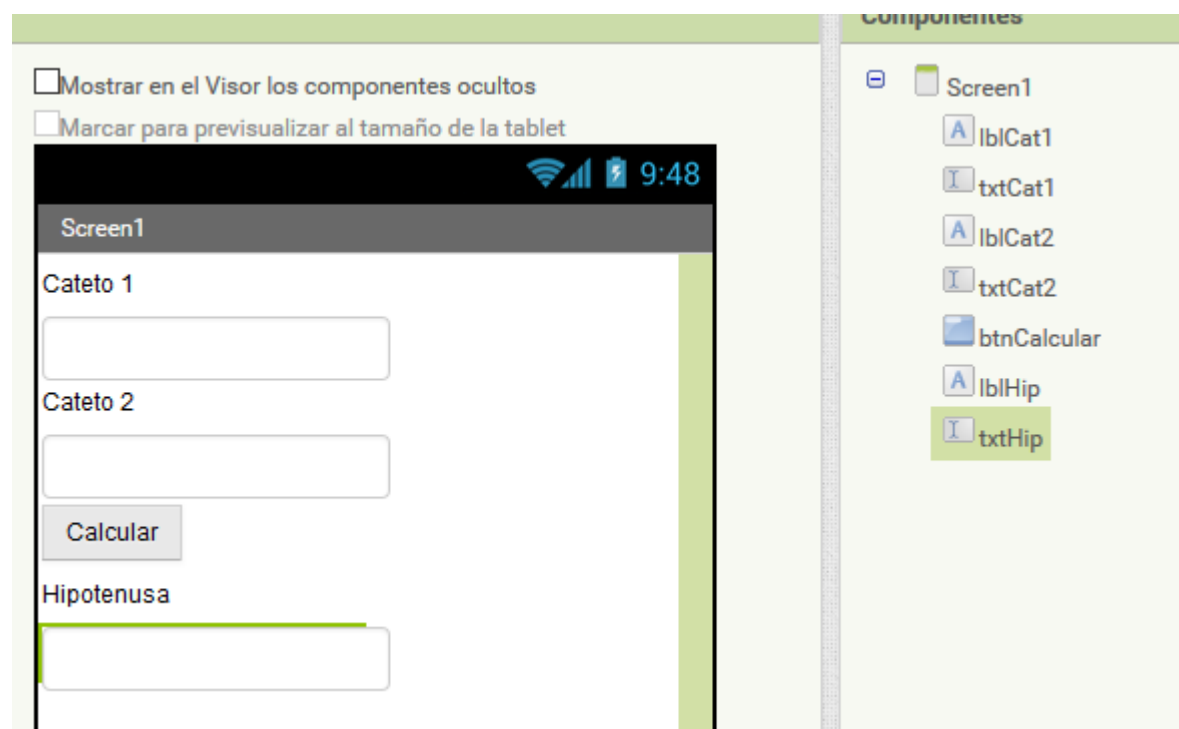 Componentes
Mostrar en el Visor los componentes ocultos
Marcar para previsualizar al tamaño de la tablet
9:48
Screen1
Cateto 1
Cateto 2
Calcular
Hipotenusa
Screen1
lblCat1
txtCat1
lblCat2
txtCat2
btnCalcular
lblHip
txtHip